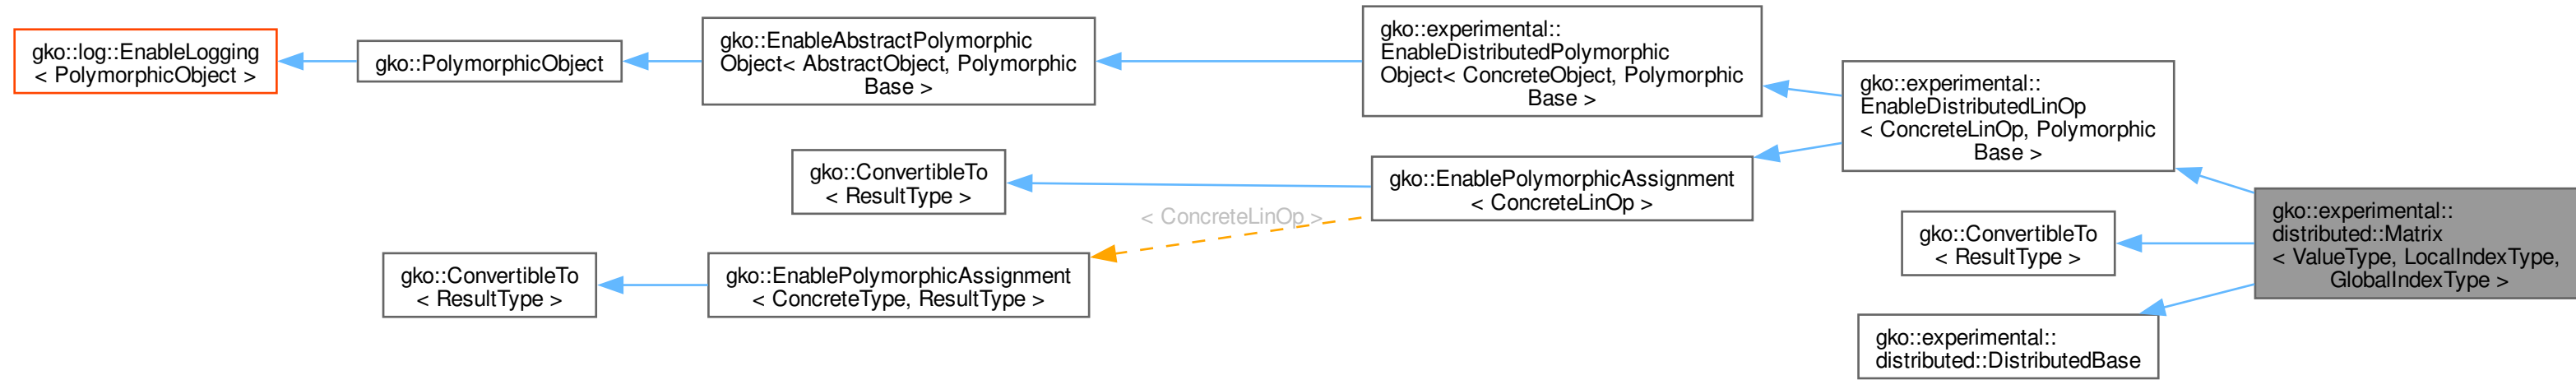 gko::log::EnableLogging
< PolymorphicObject >
gko::PolymorphicObject
gko::EnableAbstractPolymorphic
Object< AbstractObject, Polymorphic
Base >
gko::experimental::
EnableDistributedPolymorphic
Object< ConcreteObject, Polymorphic
Base >
gko::experimental::
EnableDistributedLinOp
< ConcreteLinOp, Polymorphic
Base >
gko::ConvertibleTo
< ResultType >
gko::EnablePolymorphicAssignment
< ConcreteLinOp >
< ConcreteLinOp >
gko::ConvertibleTo
< ResultType >
gko::EnablePolymorphicAssignment
< ConcreteType, ResultType >
gko::ConvertibleTo
< ResultType >
gko::experimental::
distributed::Matrix
< ValueType, LocalIndexType,
GlobalIndexType >
gko::experimental::
distributed::DistributedBase